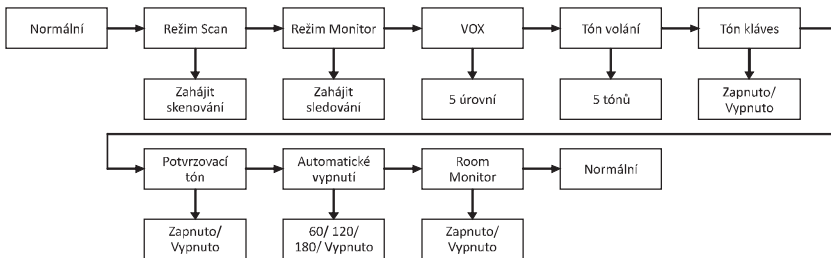 Normální
Režim Scan
Režim Monitor
VOX
Tón volání
Tón kláves
Zahájit
skenování
Zahájit
sledování
5 úrovní
5 tónů
Zapnuto/
Vypnuto
Potvrzovací
tón
Automatické
vypnutí
Room
Monitor
Normální
Zapnuto/
Vypnuto
60/ 120/
180/ Vypnuto
Zapnuto/
Vypnuto